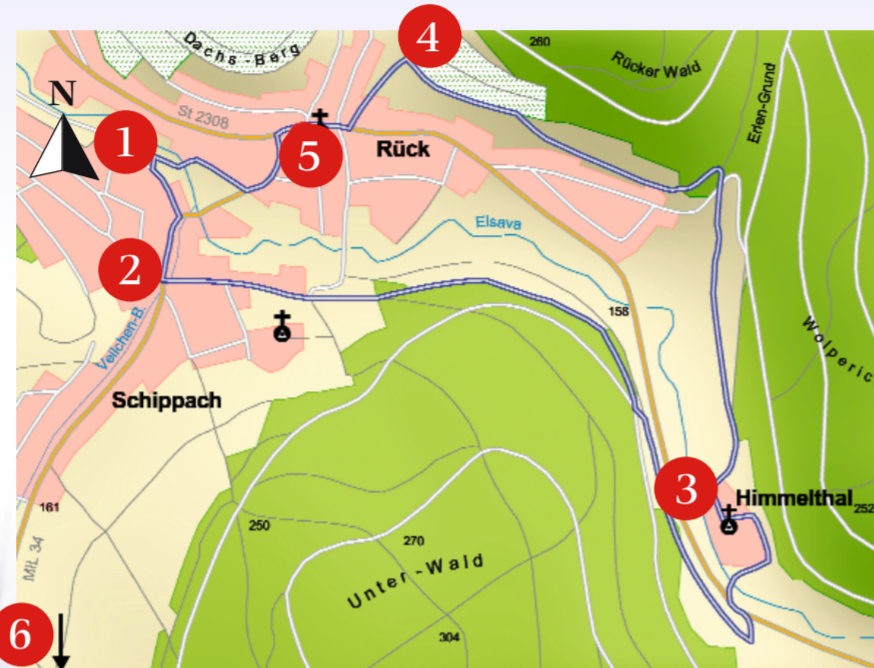 4
Dachs-Berg
260
Rücker Wald
N
St 2308
Erlen-Grund
1
5
Rück
Elsava
2
158
Veilchen-B.
Wolperic
Schippach
3
Himmelthal
252
161
250
270
Unter-Wald
MIL 34
304
6